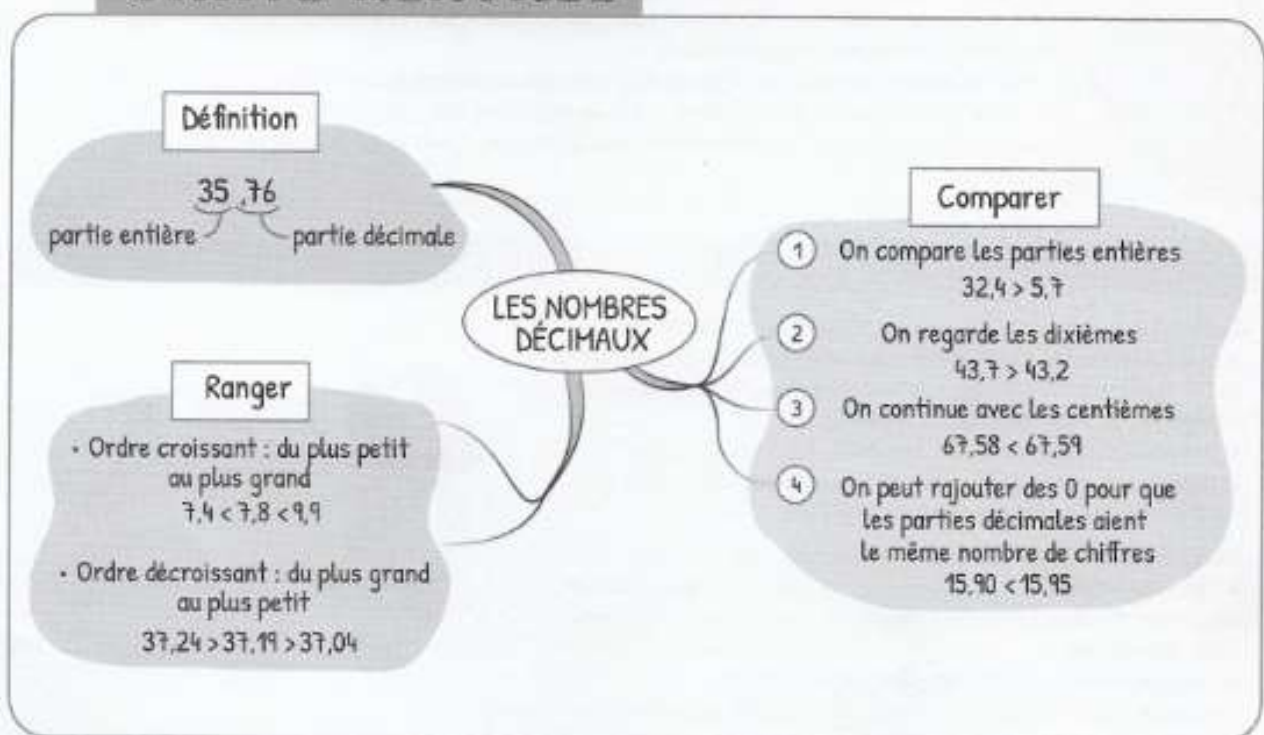 Définition
35,76
partie entière
partie décimale
LES NOMBRES
DÉCIMAUX
Ranger
• Ordre croissant : du plus petit
au plus grand
7,4 < 7,8 < 9,9
• Ordre décroissant : du plus grand
au plus petit
37,24 > 37,19 > 37,04
Comparer
1 On compare les parties entières
32,4 > 5,7
2 On regarde les dixièmes
43,7 > 43,2
3 On continue avec les centièmes
67,58 < 67,59
4 On peut rajouter des 0 pour que
les parties décimales aient
le même nombre de chiffres
15,90 < 15,95